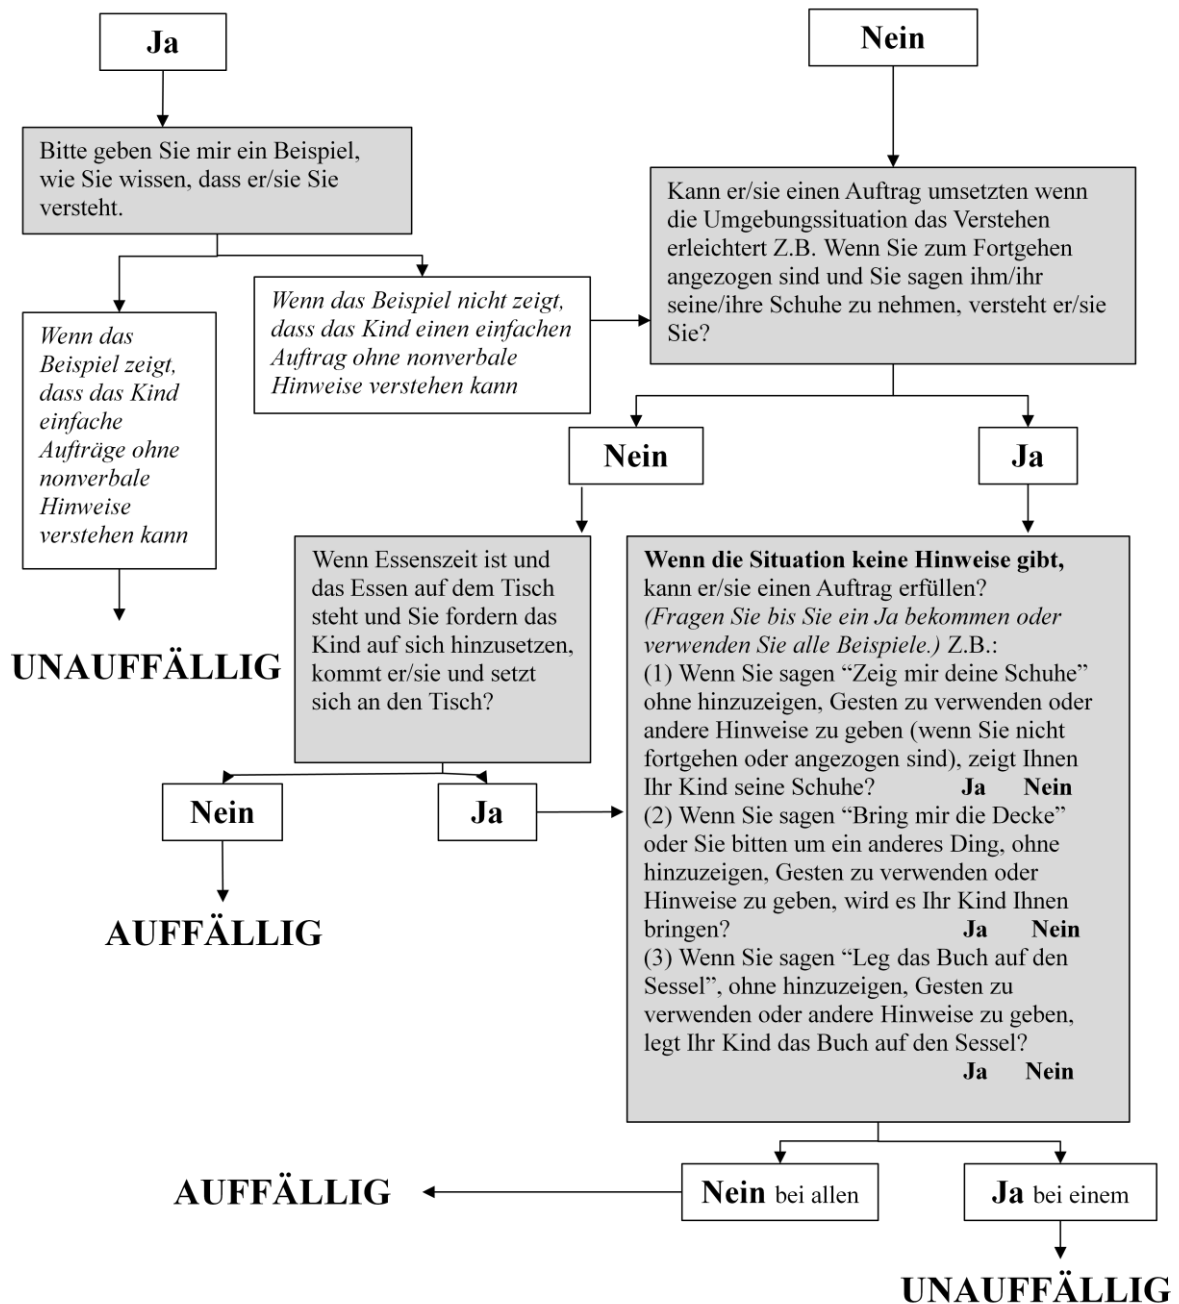 Ja
Nein
Bitte geben Sie mir ein Beispiel,
wie Sie wissen, dass er/sie Sie
versteht.
Kann er/sie einen Auftrag umsetzten wenn
die Umgebungssituation das Verstehen
erleichtert Z.B. Wenn Sie zum Fortgehen
angezogen sind und Sie sagen ihm/ihr
seine/ihre Schuhe zu nehmen, versteht er/sie
Sie?
Wenn das Beispiel nicht zeigt,
dass das Kind einen einfachen
Auftrag ohne nonverbale
Hinweise verstehen kann
Wenn das
Beispiel zeigt,
dass das Kind
einfache
Aufträge ohne
nonverbale
Hinweise
verstehen kann
UNAUFFÄLLIG
Nein
Ja
Wenn Essenszeit ist und
das Essen auf dem Tisch
steht und Sie fordern das
Kind auf sich hinzusetzen,
kommt er/sie und setzt
sich an den Tisch?
Nein
Ja
AUFFÄLLIG
Wenn die Situation keine Hinweise gibt,
kann er/sie einen Auftrag erfüllen?
(Fragen Sie bis Sie ein Ja bekommen oder
verwenden Sie alle Beispiele.) Z.B.:
(1) Wenn Sie sagen “Zeig mir deine Schuhe”
ohne hinzuzeigen, Gesten zu verwenden oder
andere Hinweise zu geben (wenn Sie nicht
fortgehen oder angezogen sind), zeigt Ihnen
Ihr Kind seine Schuhe? Ja Nein
(2) Wenn Sie sagen “Bring mir die Decke”
oder Sie bitten um ein anderes Ding, ohne
hinzuzeigen, Gesten zu verwenden oder
Hinweise zu geben, wird es Ihr Kind Ihnen
bringen? Ja Nein
(3) Wenn Sie sagen “Leg das Buch auf den
Sessel”, ohne hinzuzeigen, Gesten zu
verwenden oder andere Hinweise zu geben,
legt Ihr Kind das Buch auf den Sessel?
Ja Nein
AUFFÄLLIG
Nein bei allen
Ja bei einem
UNAUFFÄLLIG